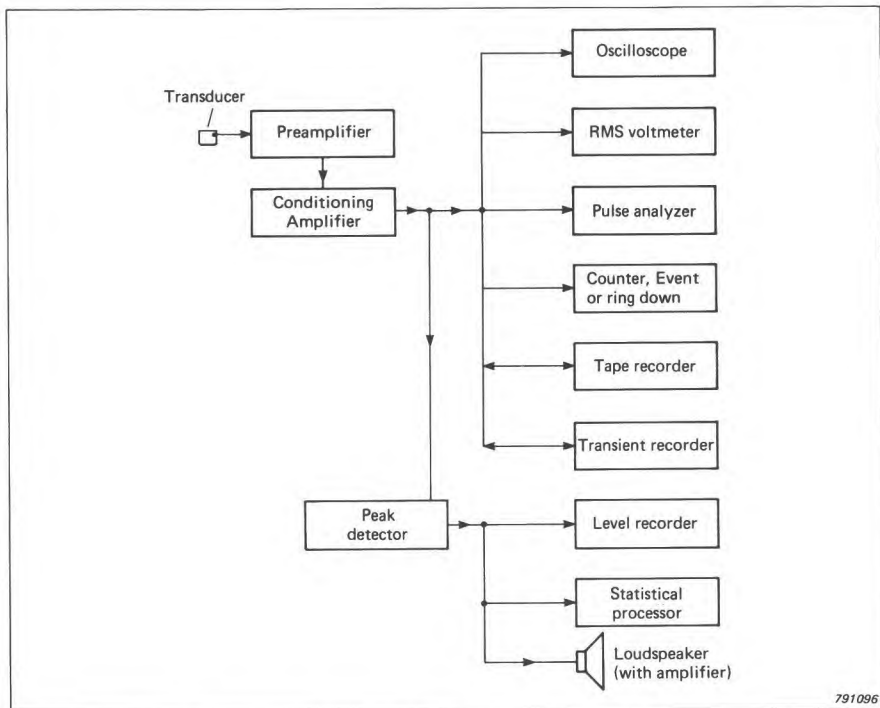 Oscilloscope
Transducer
Preamplifier
RMS voltmeter
Conditioning
Amplifier
Pulse analyzer
Counter, Event
or ring down
Tape recorder
Transient recorder
Peak
detector
Level recorder
Statistical
processor
Loudspeaker
(with amplifier)
791096